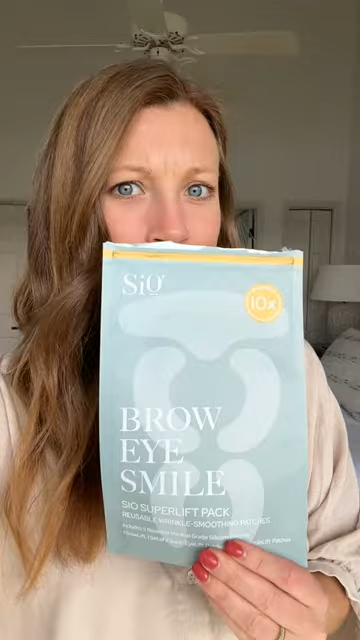 SiO
10x
BROW
EYE
SMILE
SIO SUPERLIFT PACK
REUSABLE WRINKLE-SMOOTHING PATCHES